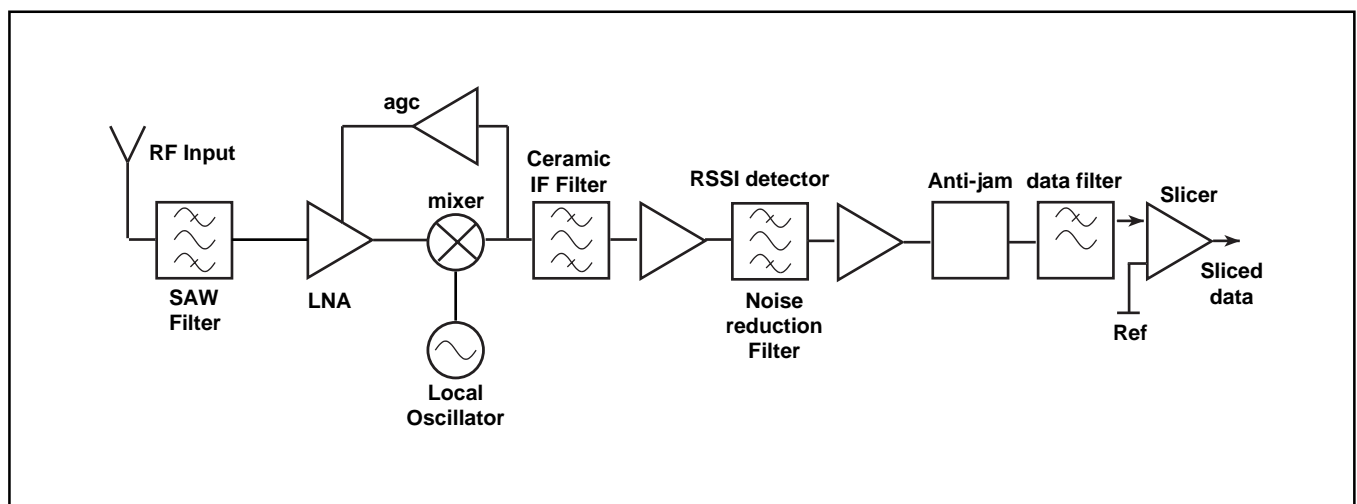 agc
RF Input
SAW
Filter
LNA
mixer
Local
Oscillator
Ceramic
IF Filter
RSSI detector
Noise
reduction
Filter
Anti-jam
data filter
Slicer
Ref
Sliced
data